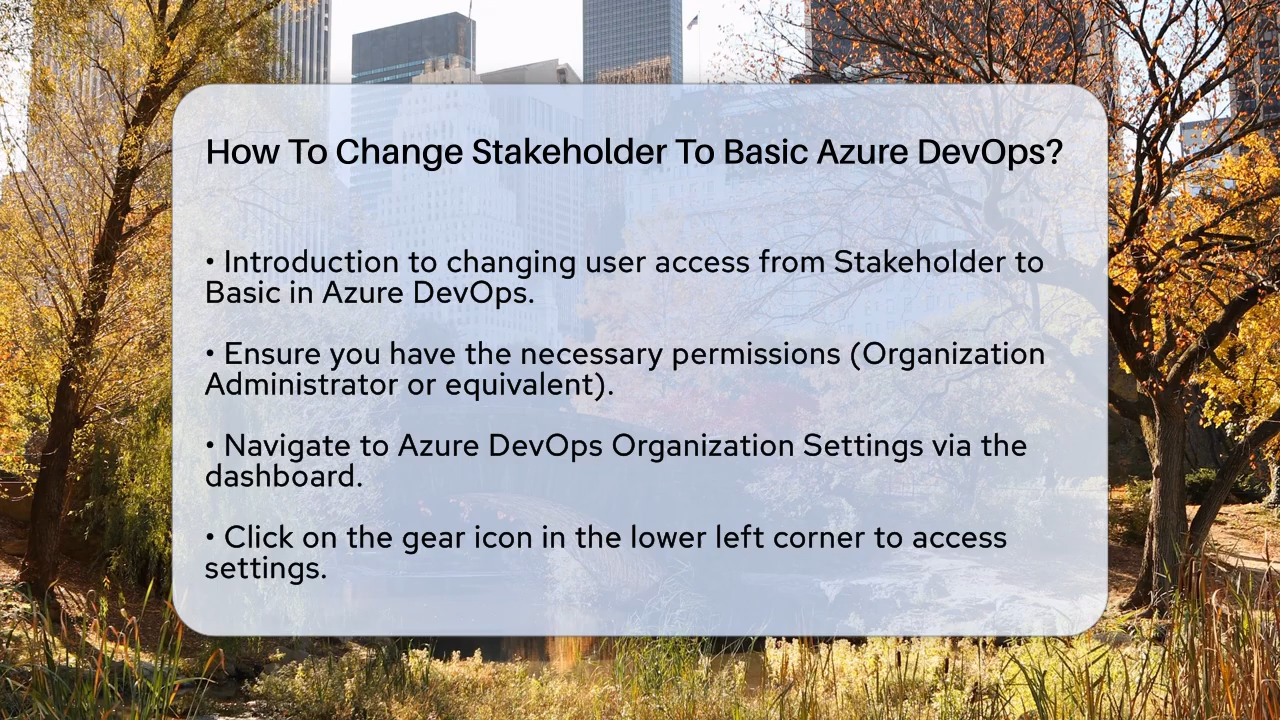 How To Change Stakeholder To Basic Azure DevOps?
• Introduction to changing user access from Stakeholder to
Basic in Azure DevOps.
• Ensure you have the necessary permissions (Organization
Administrator or equivalent).
• Navigate to Azure DevOps Organization Settings via the
dashboard.
• Click on the gear icon in the lower left corner to access
settings.